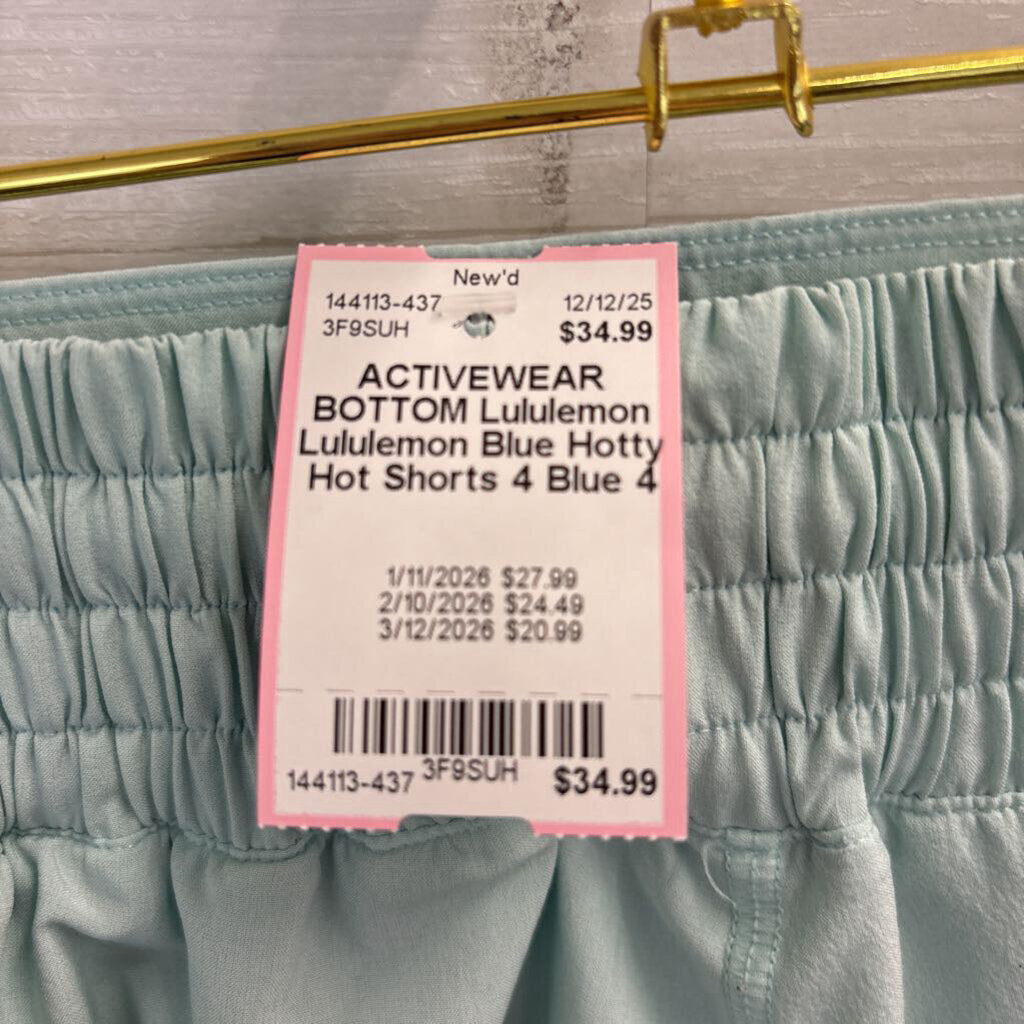 New'd
144113-437 12/12/25
3F9SUH $34.99
ACTIVEWEAR
BOTTOM Lululemon
Lululemon Blue Hotty
Hot Shorts 4 Blue 4
1/11/2026 $27.99
2/10/2026 $24.49
3/12/2026 $20.99
144113-437 3F9SUH $34.99